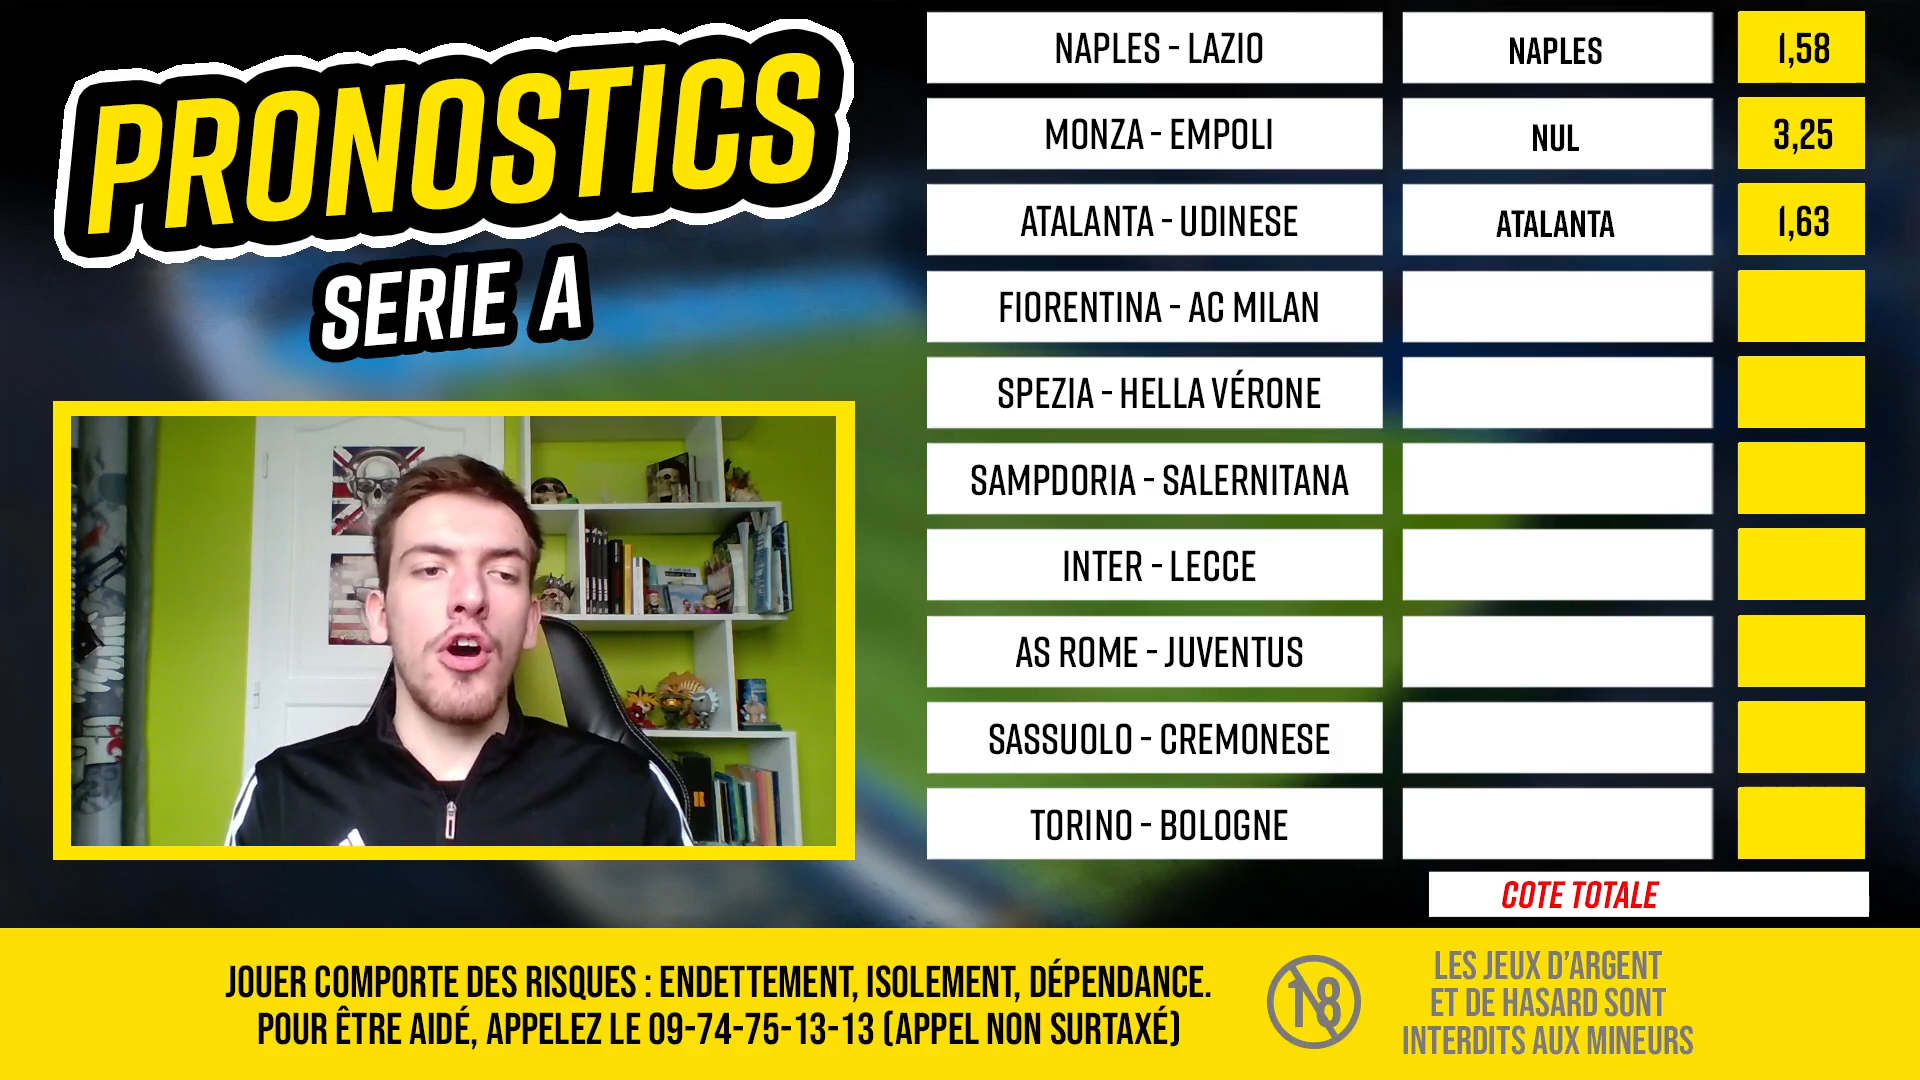 PRONOSTICS
SERIE A
NAPLES - LAZIO NAPLES 1,58
MONZA - EMPOLI NUL 3,25
ATALANTA - UDINESE ATALANTA 1,63
FIORENTINA - AC MILAN
SPEZIA - HELLA VÉRONE
SAMPDORIA - SALERNITANA
INTER - LECCE
AS ROME - JUVENTUS
SASSUOLO - CREMONESE
TORINO - BOLOGNE
COTE TOTALE
JOUER COMPORTE DES RISQUES : ENDETTEMENT, ISOLEMENT, DÉPENDANCE.
POUR ÊTRE AIDÉ, APPELEZ LE 09-74-75-13-13 (APPEL NON SURTAXÉ)
18
LES JEUX D'ARGENT
ET DE HASARD SONT
INTERDITS AUX MINEURS